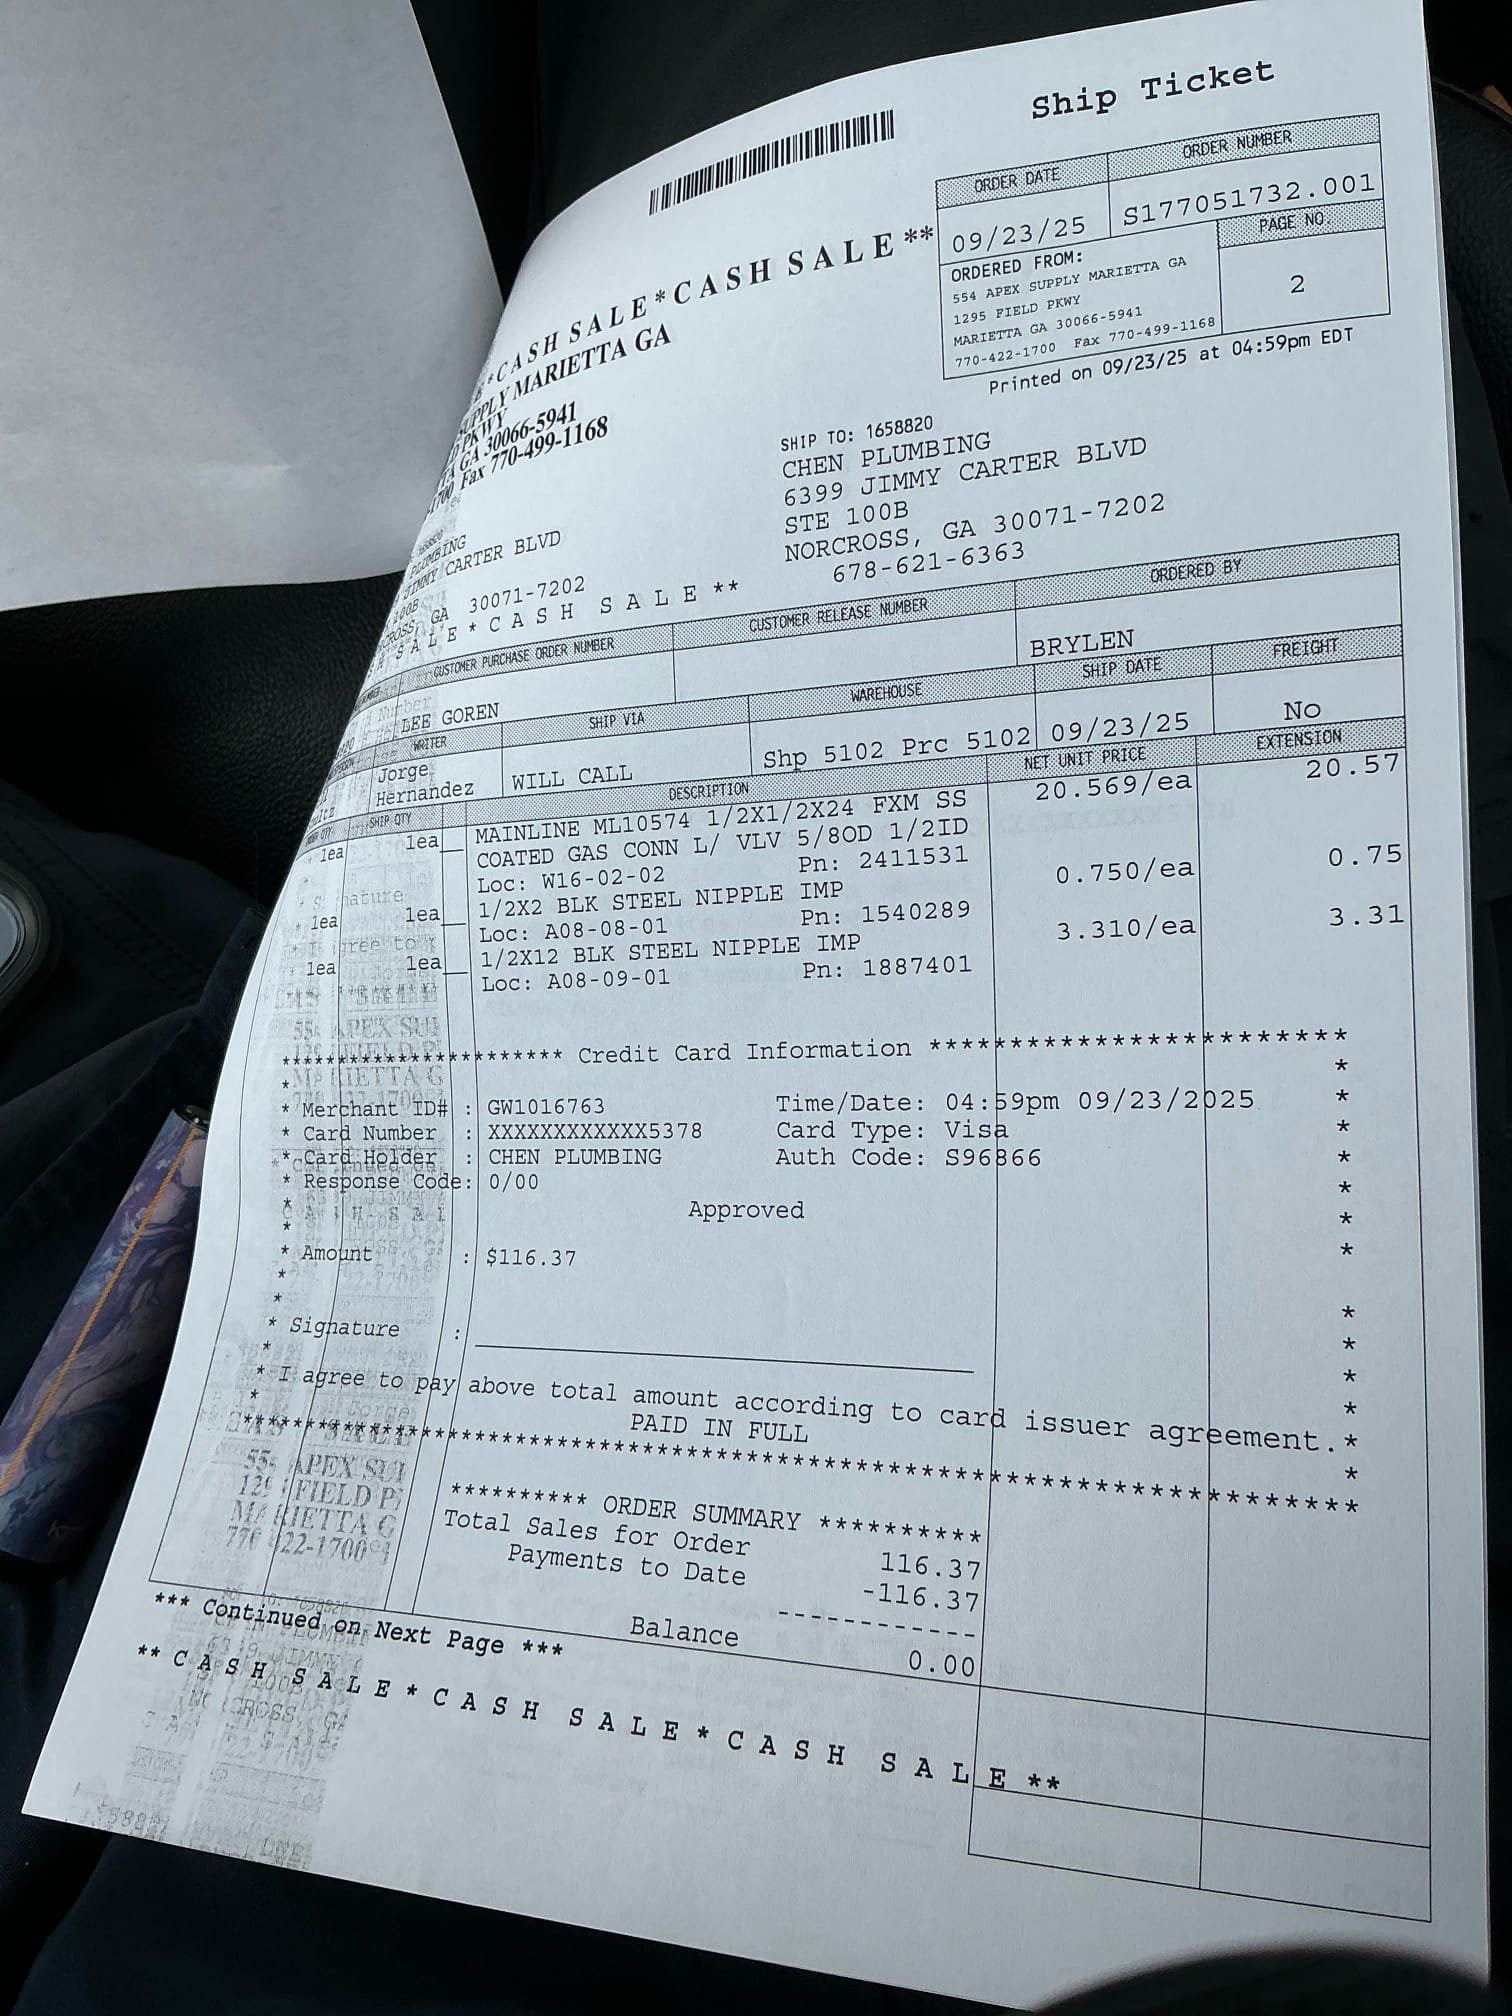 Ship Ticket
ORDER DATE
ORDER NUMBER
09/23/25
S177051732.001
ORDERED FROM:
554 APEX SUPPLY MARIETTA GA
1295 FIELD PKWY
MARIETTA GA 30066-5941
770-422-1700 Fax 770-499-1168
PAGE NO.
2
Printed on 09/23/25 at 04:59pm EDT
*CASH SALE*CASH SALE**
MARIETTA GA
PKWY
GA 30066-5941
Fax 770-499-1168
SHIP TO: 1658820
CHEN PLUMBING
6399 JIMMY CARTER BLVD
STE 100B
NORCROSS, GA 30071-7202
678-621-6363
CARTER BLVD
GA 30071-7202
*CASH SALE**
CUSTOMER PURCHASE ORDER NUMBER
CUSTOMER RELEASE NUMBER
ORDERED BY
LEE GOREN
BRYLEN
WRITER
SHIP VIA
WAREHOUSE
SHIP DATE
FREIGHT
Jorge
Hernandez
WILL CALL
Shp 5102 Prc 5102
09/23/25
No
SHIP QTY
DESCRIPTION
NET UNIT PRICE
EXTENSION
1ea 1ea MAINLINE ML10574 1/2X1/2X24 FXM SS 20.569/ea 20.57
COATED GAS CONN L/ VLV 5/8OD 1/2ID
Loc: W16-02-02 Pn: 2411531
1ea 1ea 1/2X2 BLK STEEL NIPPLE IMP 0.750/ea 0.75
Loc: A08-08-01 Pn: 1540289
1ea 1ea 1/2X12 BLK STEEL NIPPLE IMP 3.310/ea 3.31
Loc: A08-09-01 Pn: 1887401
*********************** Credit Card Information ***********************
* Merchant ID# : GW1016763 Time/Date: 04:59pm 09/23/2025 *
* Card Number : XXXXXXXXXXXX5378 Card Type: Visa *
* Card Holder : CHEN PLUMBING Auth Code: S96866 *
* Response Code: 0/00 *
Approved
* Amount : $116.37 *
* Signature : *
* I agree to pay above total amount according to card issuer agreement.*
PAID IN FULL
********** ORDER SUMMARY **********
Total Sales for Order 116.37
Payments to Date -116.37
------------
Balance 0.00
*** Continued on Next Page ***
** CASH SALE*CASH SALE*CASH SALE**